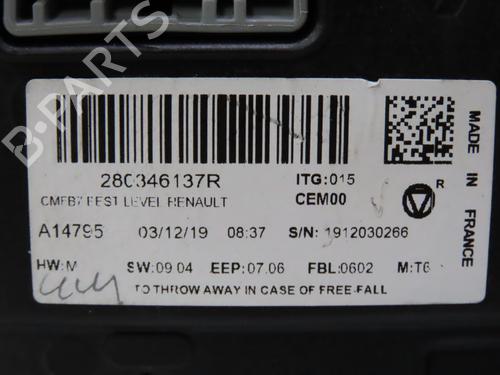 B-PARTS
280346137R
ITG:015
CMFB7 BEST LEVEL RENAULT
CEM00
R
A14795 03/12/19 08:37 S/N: 1912030266
HW:M SW:09.04 EEP:07.06 FBL:0602 M:T6
TO THROW AWAY IN CASE OF FREE-FALL
MADE IN FRANCE